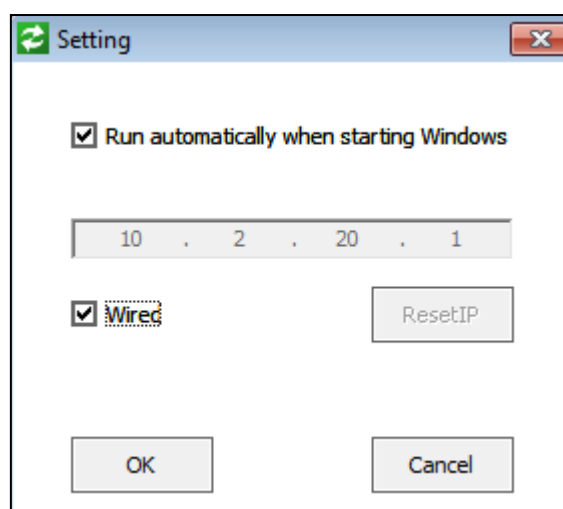 Setting
Run automatically when starting Windows
10 . 2 . 20 . 1
Wired
ResetIP
OK
Cancel